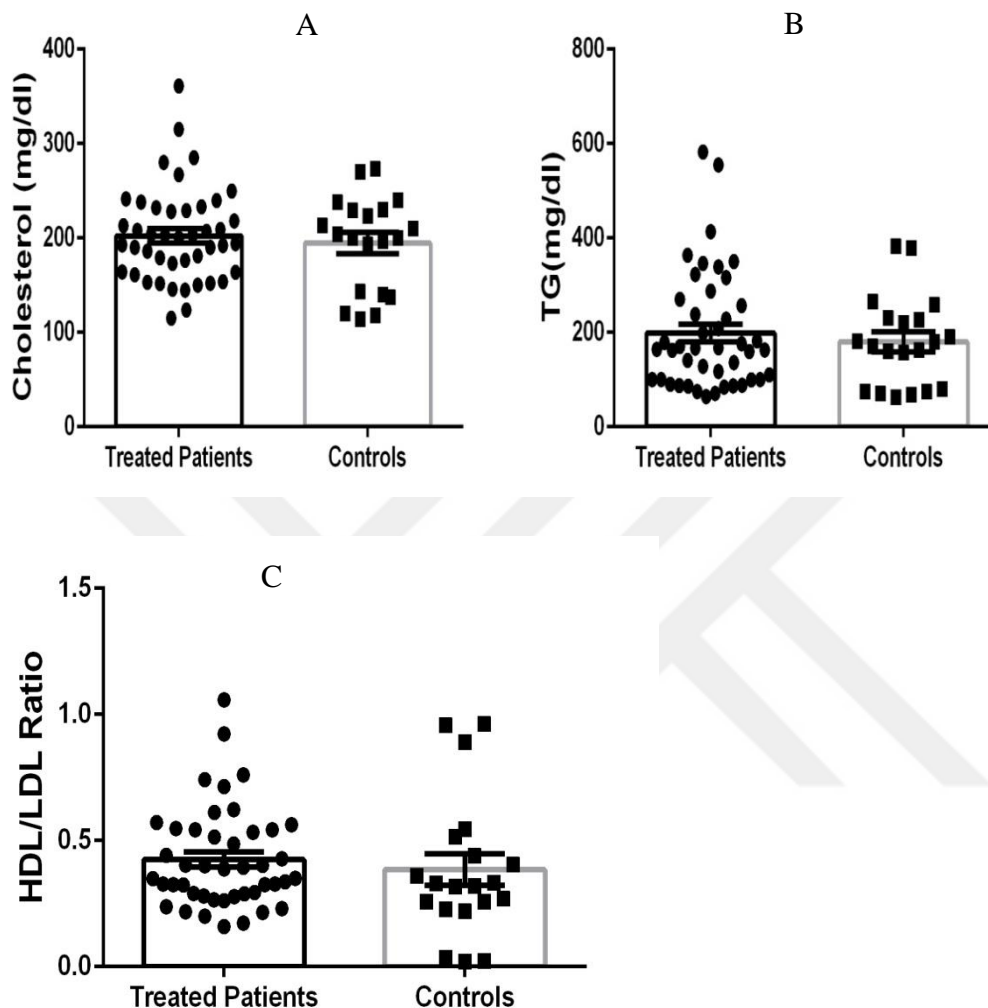 A
Cholesterol (mg/dl)
400
300
200
100
0
Treated Patients Controls
B
TG(mg/dl)
800
600
400
200
0
Treated Patients Controls
C
HDL/LDL Ratio
1.5
1.0
0.5
0.0
Treated Patients Controls